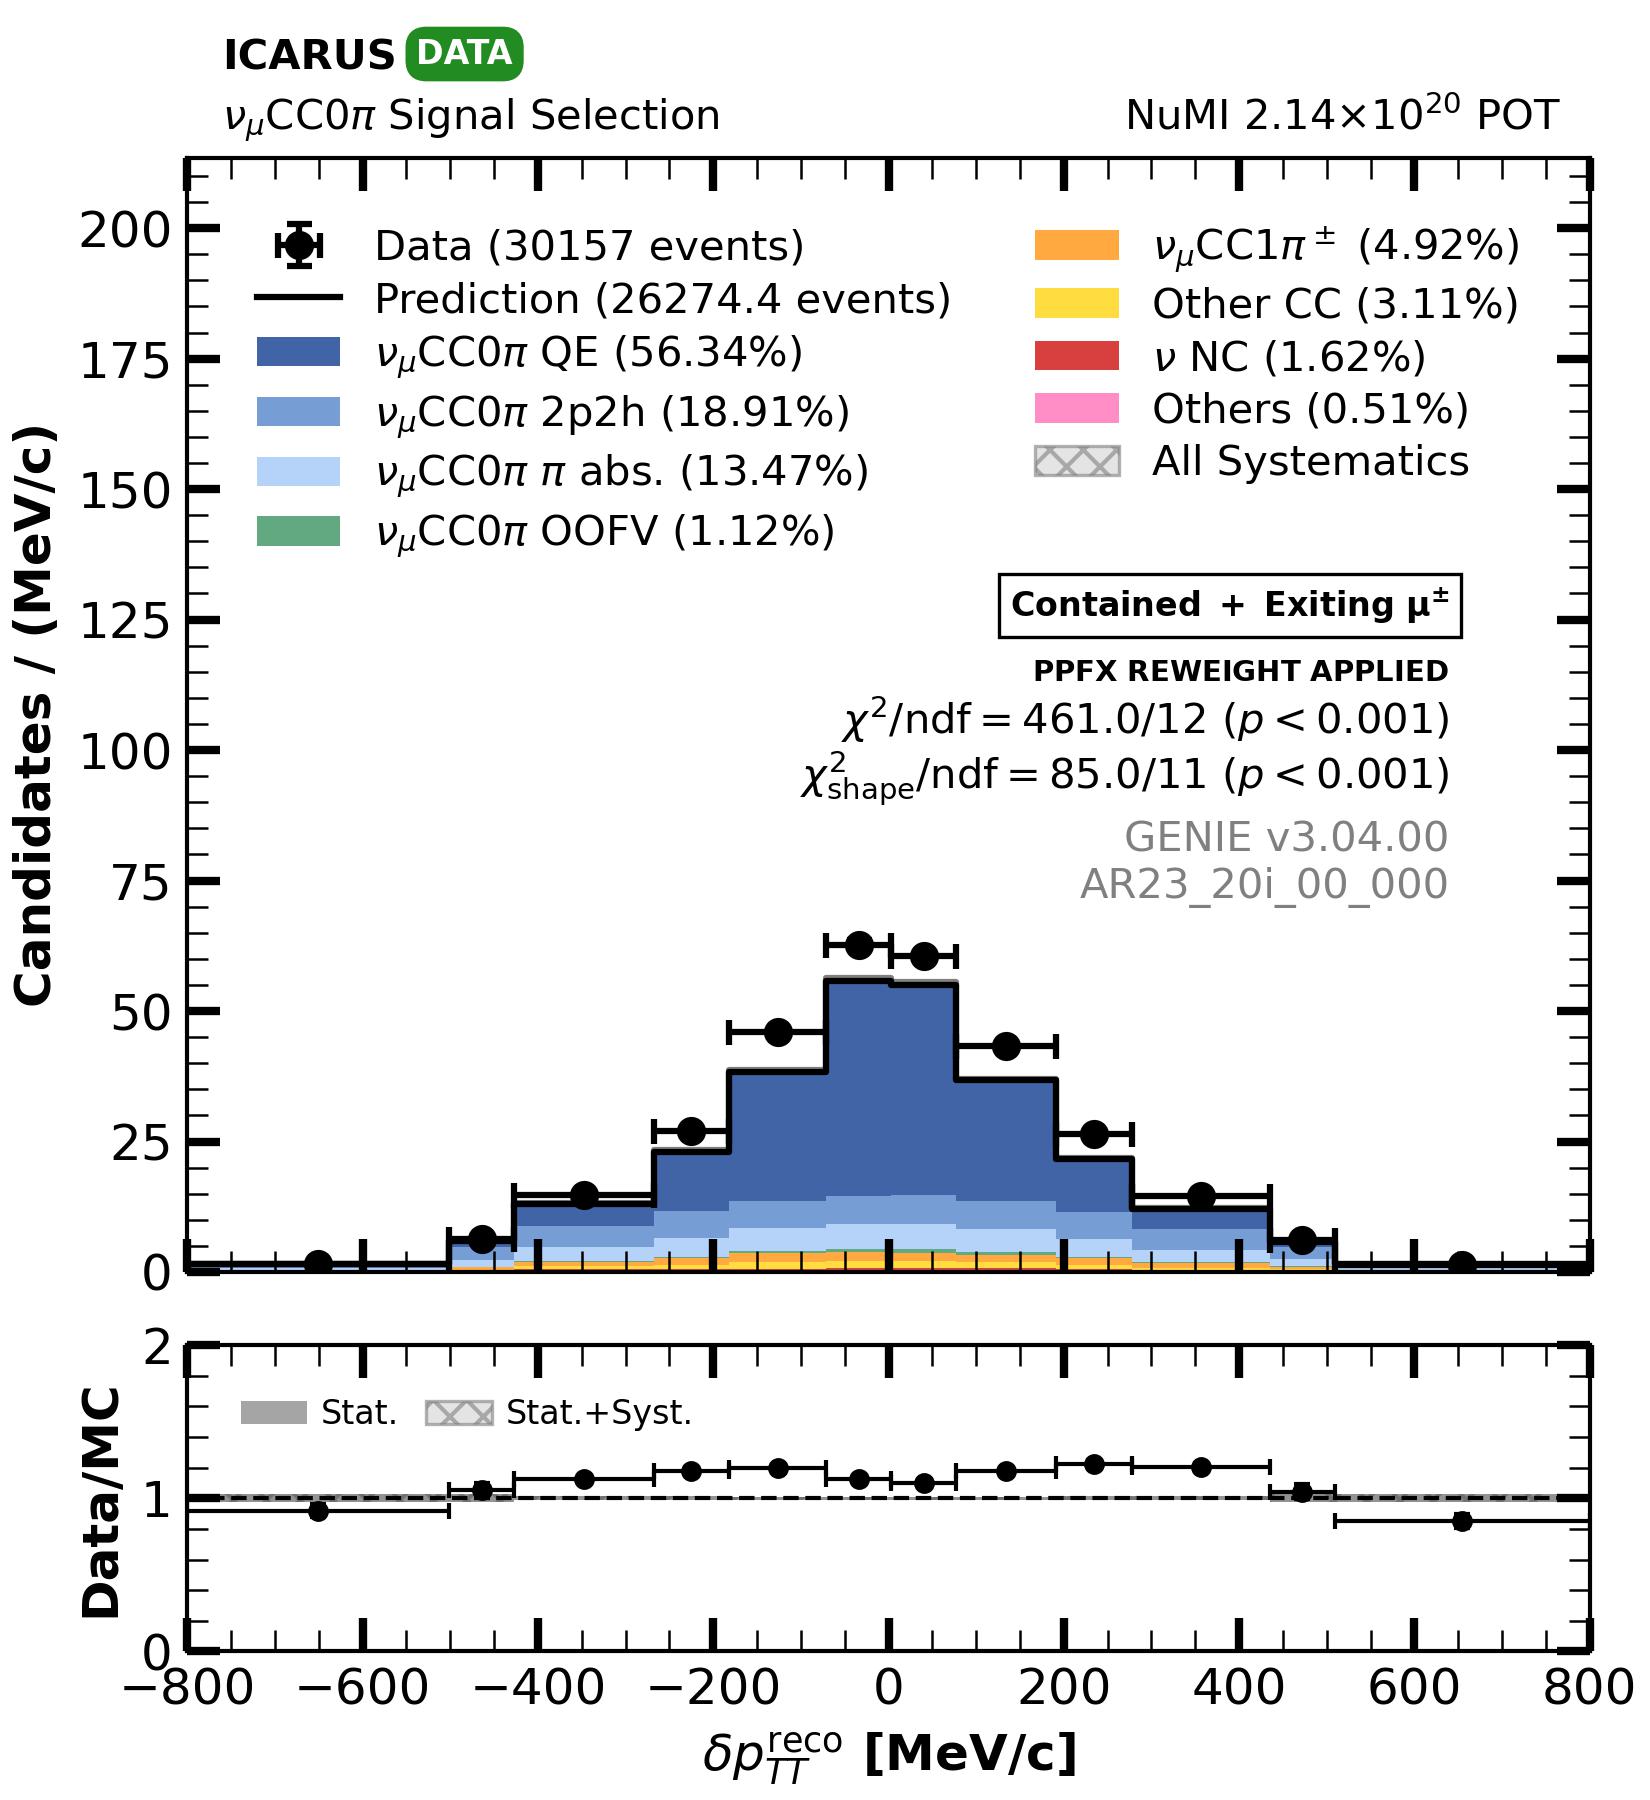 ICARUS DATA
νμCC0π Signal Selection
NuMI 2.14×10²⁰ POT
200
175
150
125
100
75
50
25
0
Candidates / (MeV/c)
Data (30157 events)
Prediction (26274.4 events)
νμCC0π QE (56.34%)
νμCC0π 2p2h (18.91%)
νμCC0π π abs. (13.47%)
νμCC0π OOFV (1.12%)
νμCC1π± (4.92%)
Other CC (3.11%)
ν NC (1.62%)
Others (0.51%)
All Systematics
Contained + Exiting μ±
PPFX REWEIGHT APPLIED
χ²/ndf = 461.0/12 (p < 0.001)
χ²shape/ndf = 85.0/11 (p < 0.001)
GENIE v3.04.00
AR23_20i_00_000
2
1
0
Data/MC
Stat.
Stat.+Syst.
−800 −600 −400 −200 0 200 400 600 800
δp_TT^reco [MeV/c]